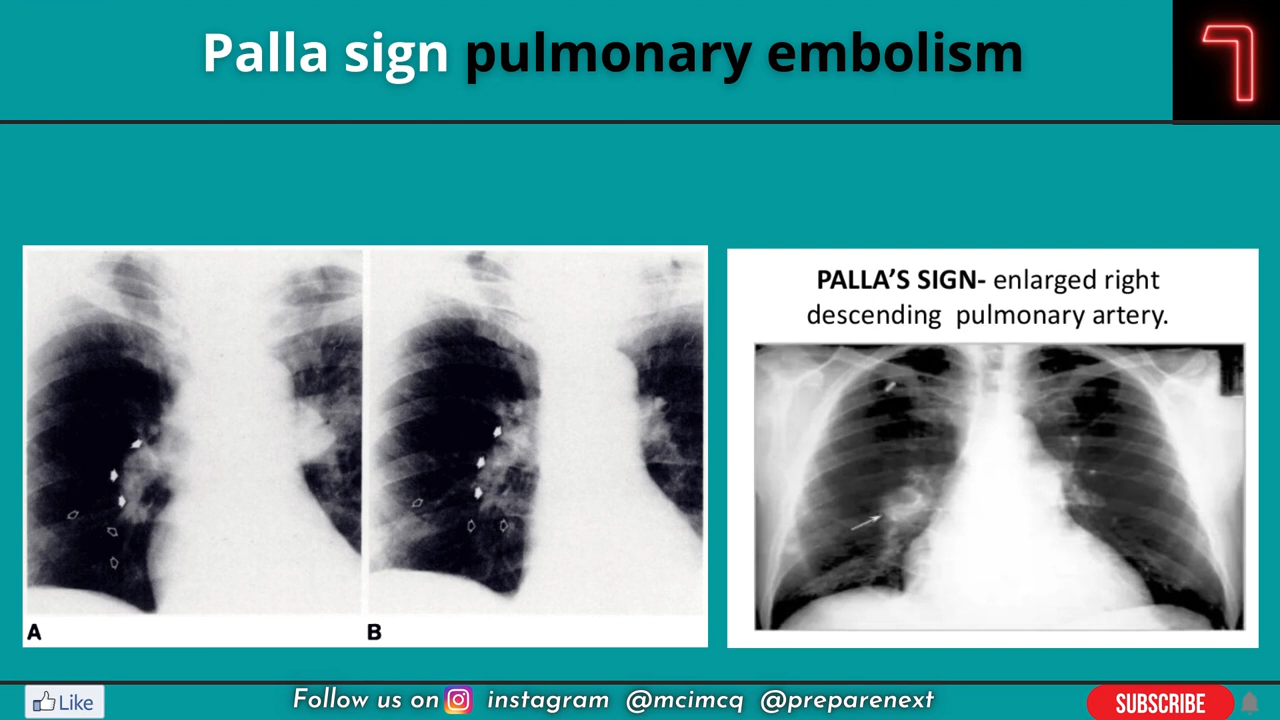 Palla sign pulmonary embolism
PALLA'S SIGN- enlarged right
descending pulmonary artery.
A
B
Like
Follow us on instagram @mcimcq @preparenext
SUBSCRIBE